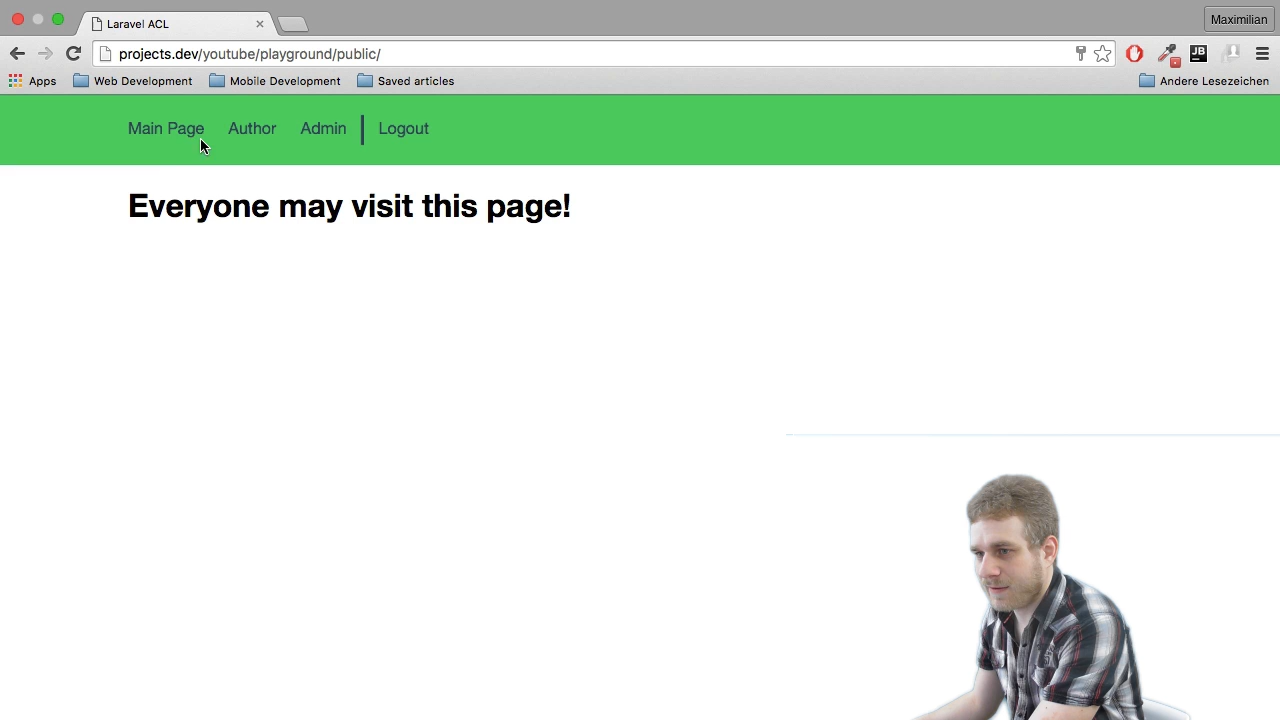 Laravel ACL
Maximilian
projects.dev/youtube/playground/public/
JB
Apps Web Development Mobile Development Saved articles Andere Lesezeichen
Main Page Author Admin Logout
Everyone may visit this page!